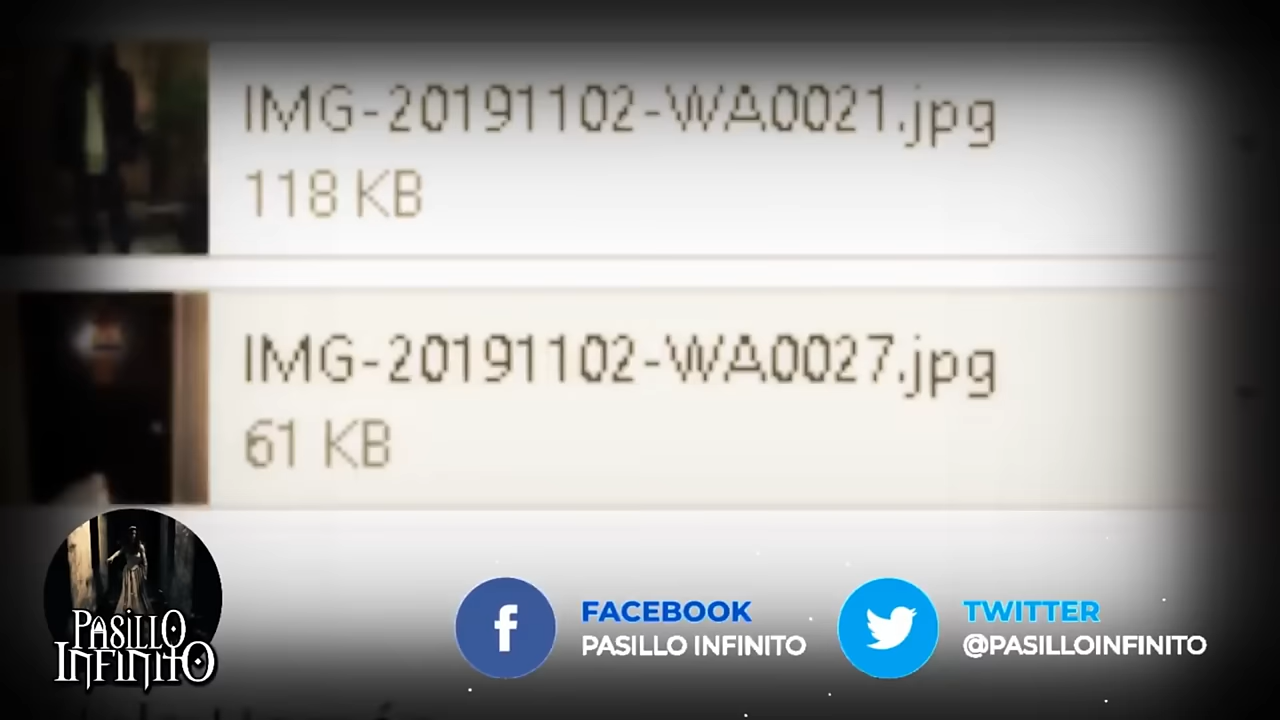 IMG-20191102-WA0021.jpg
118 KB
IMG-20191102-WA0027.jpg
61 KB
PASILLO
INFINITO
FACEBOOK
PASILLO INFINITO
TWITTER
@PASILLOINFINITO